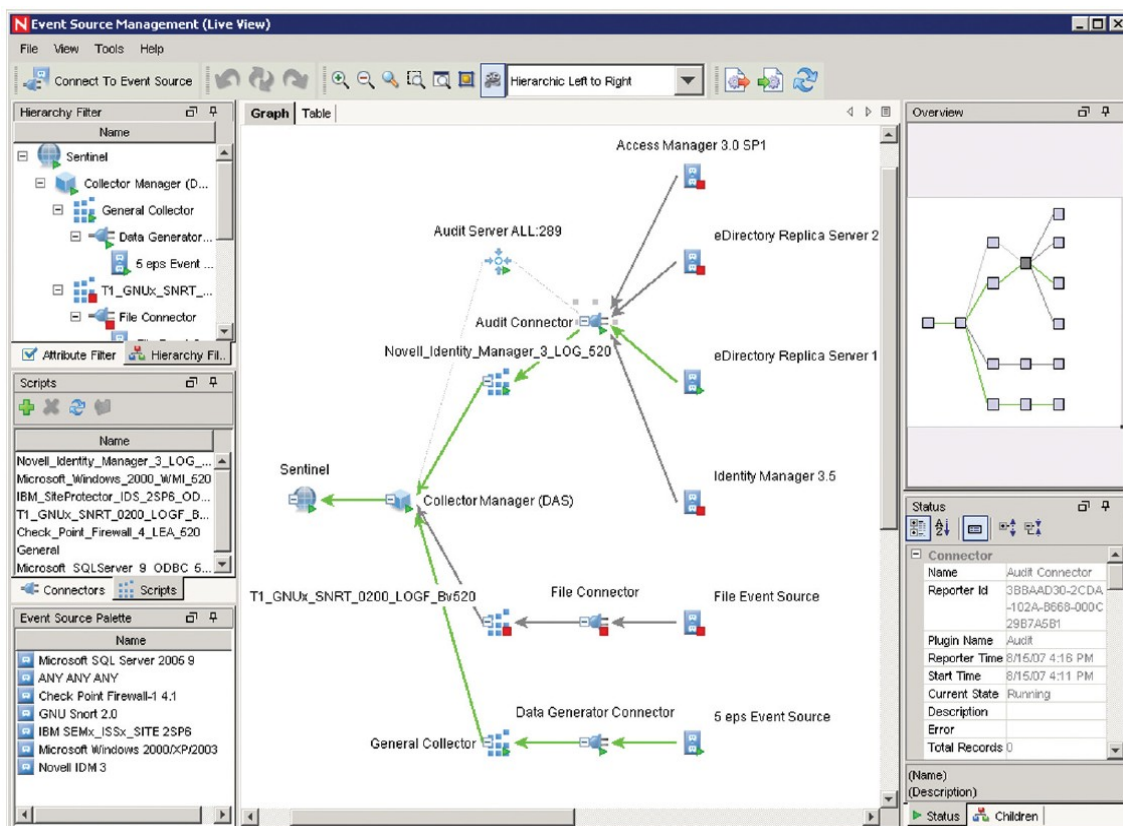 N Event Source Management (Live View)
File View Tools Help
Connect To Event Source
Hierarchic Left to Right
Hierarchy Filter
Name
Sentinel
Collector Manager (D...
General Collector
Data Generator...
5 eps Event ...
T1_GNUx_SNRT_...
File Connector
Attribute Filter
Hierarchy Fil..
Scripts
Name
Novell_Identity_Manager_3_LOG_...
Microsoft_Windows_2000_WMI_520
IBM_SiteProtector_IDS_2SP6_OD...
T1_GNUx_SNRT_0200_LOGF_B...
Check_Point_Firewall_4_LEA_520
General
Microsoft_SQLServer_9_ODBC_5...
Connectors
Scripts
Event Source Palette
Name
Microsoft SQL Server 2005 9
ANY ANY ANY
Check Point Firewall-1 4.1
GNU Snort 2.0
IBM SEMx_ISSx_SITE 2SP6
Microsoft Windows 2000/XP/2003
Novell IDM 3
Graph
Table
Access Manager 3.0 SP1
Audit Server ALL:289
eDirectory Replica Server 2
Audit Connector
Novell_Identity_Manager_3_LOG_520
eDirectory Replica Server 1
Sentinel
Collector Manager (DAS)
Identity Manager 3.5
T1_GNUx_SNRT_0200_LOGF_Bv520
File Connector
File Event Source
General Collector
Data Generator Connector
5 eps Event Source
Overview
Status
Connector
Name Audit Connector
Reporter Id 3BBAAD30-2CDA
-102A-8668-000C
29B7A5B1
Plugin Name Audit
Reporter Time 8/15/07 4:16 PM
Start Time 8/15/07 4:11 PM
Current State Running
Description
Error
Total Records 0
(Name)
(Description)
Status
Children